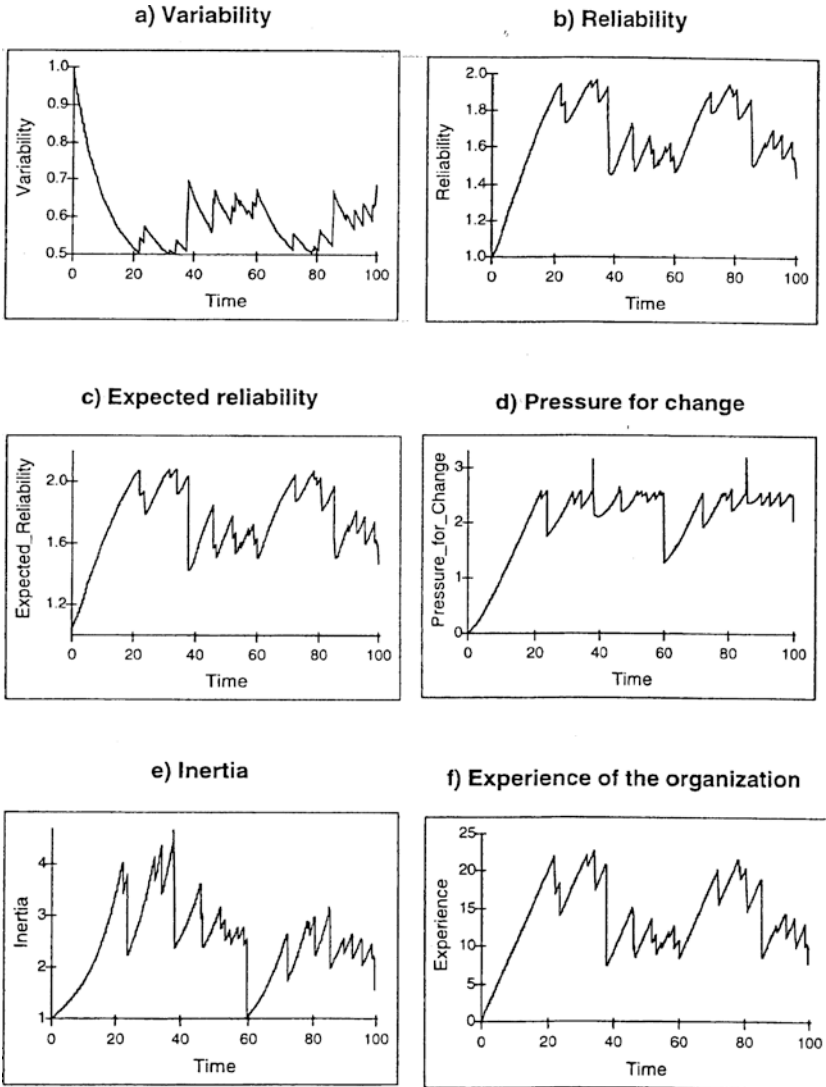 a) Variability
b) Reliability
1.0
0.9
0.8
0.7
0.6
0.5
Variability
0 20 40 60 80 100
Time
2.0
1.8
1.6
1.4
1.2
1.0
Reliability
0 20 40 60 80 100
Time
c) Expected reliability
d) Pressure for change
2.0
1.6
1.2
Expected_Reliability
0 20 40 60 80 100
Time
3
2
1
0
Pressure_for_Change
0 20 40 60 80 100
Time
e) Inertia
f) Experience of the organization
4
3
2
1
Inertia
0 20 40 60 80 100
Time
25
20
15
10
5
0
Experience
0 20 40 60 80 100
Time